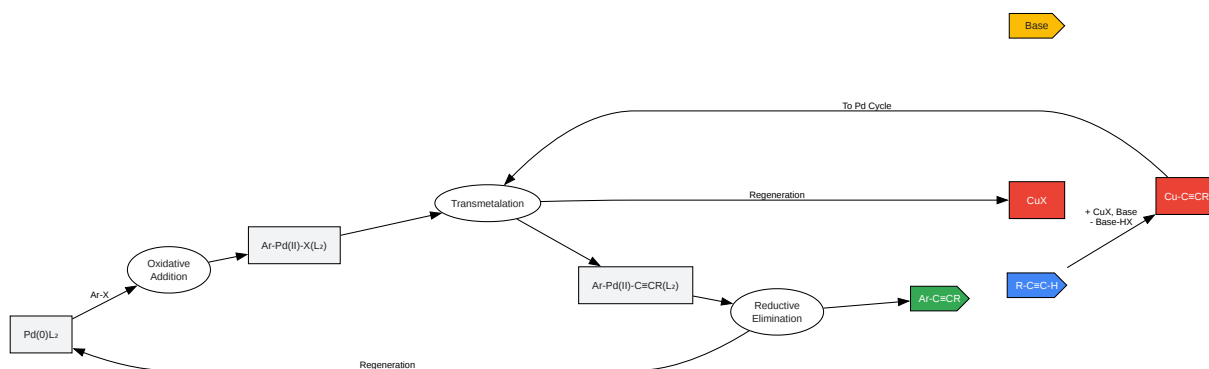 Base
To Pd Cycle
Regeneration
Transmetalation
CuX
Cu-C≡CR
+ CuX, Base
- Base-HX
Ar-Pd(II)-X(L₂)
Oxidative
Addition
Ar-X
Ar-Pd(II)-C≡CR(L₂)
R-C≡C-H
Ar-C≡CR
Reductive
Elimination
Pd(0)L₂
Regeneration